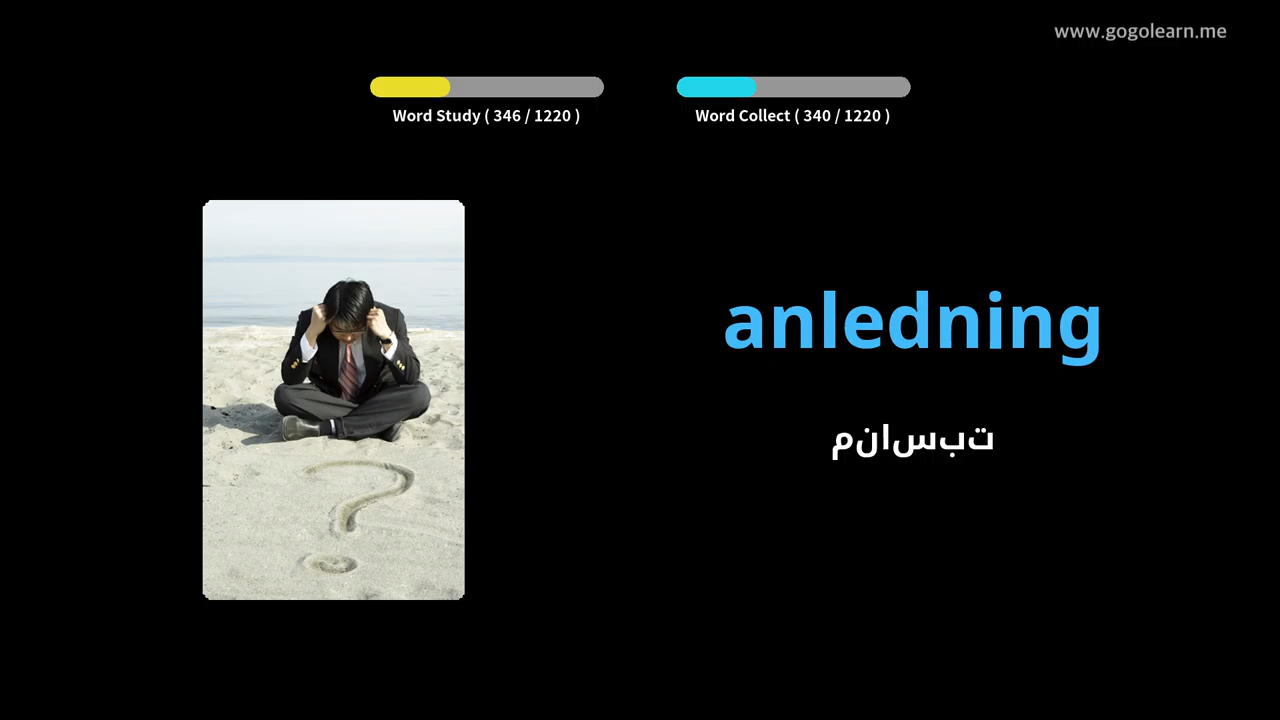 www.gogolearn.me
Word Study ( 346 / 1220 )
Word Collect ( 340 / 1220 )
anledning
تبسانم